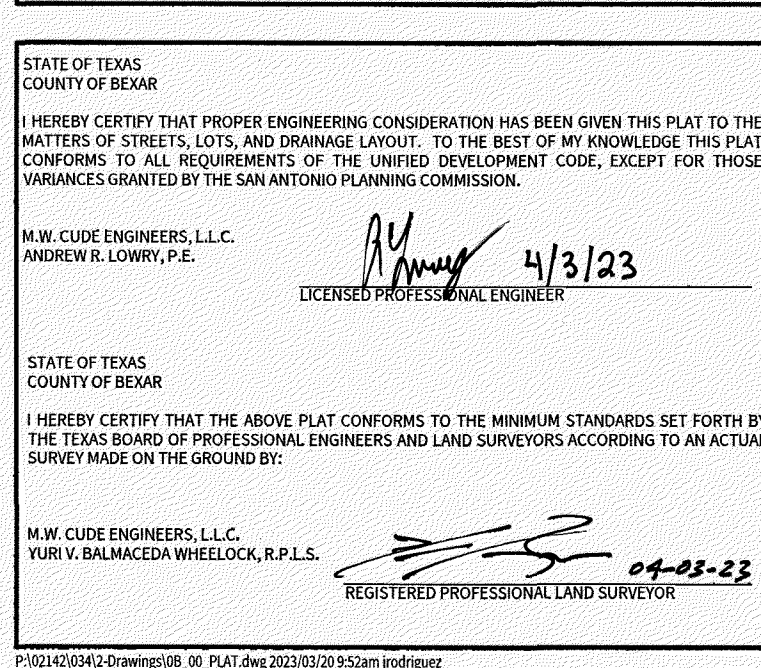 STATE OF TEXAS
COUNTY OF BEXAR
I HEREBY CERTIFY THAT PROPER ENGINEERING CONSIDERATION HAS BEEN GIVEN THIS PLAT TO THE
MATTERS OF STREETS, LOTS, AND DRAINAGE LAYOUT. TO THE BEST OF MY KNOWLEDGE THIS PLAT
CONFORMS TO ALL REQUIREMENTS OF THE UNIFIED DEVELOPMENT CODE, EXCEPT FOR THOSE
VARIANCES GRANTED BY THE SAN ANTONIO PLANNING COMMISSION.
M.W. CUDE ENGINEERS, L.L.C.
ANDREW R. LOWRY, P.E.
4/3/23
LICENSED PROFESSIONAL ENGINEER
STATE OF TEXAS
COUNTY OF BEXAR
I HEREBY CERTIFY THAT THE ABOVE PLAT CONFORMS TO THE MINIMUM STANDARDS SET FORTH BY
THE TEXAS BOARD OF PROFESSIONAL ENGINEERS AND LAND SURVEYORS ACCORDING TO AN ACTUAL
SURVEY MADE ON THE GROUND BY:
M.W. CUDE ENGINEERS, L.L.C.
YURI V. BALMACEDA WHEELOCK, R.P.L.S.
04-03-23
REGISTERED PROFESSIONAL LAND SURVEYOR
P:\02142\034\2-Drawings\0B_00_PLAT.dwg 2023/03/20 9:52am irodriguez